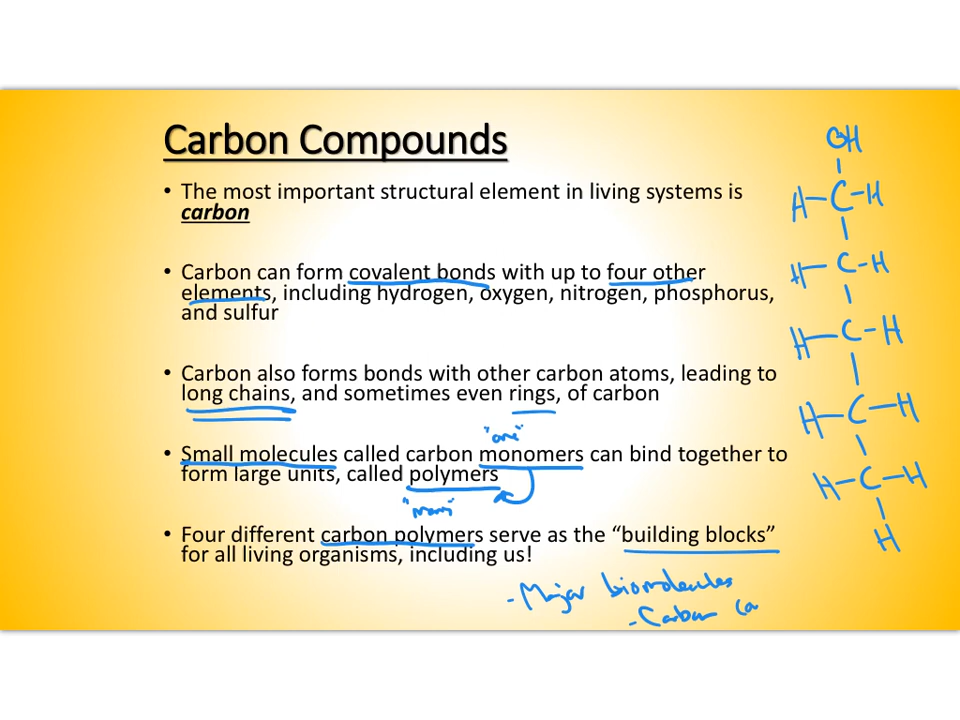 Carbon Compounds
• The most important structural element in living systems is
carbon
• Carbon can form covalent bonds with up to four other
elements, including hydrogen, oxygen, nitrogen, phosphorus,
and sulfur
• Carbon also forms bonds with other carbon atoms, leading to
long chains, and sometimes even rings, of carbon
"one"
• Small molecules called carbon monomers can bind together to
form large units, called polymers
"many"
• Four different carbon polymers serve as the “building blocks”
for all living organisms, including us!
- Major biomolecules
- Carbon Ca
OH
H-C-H
H-C-H
H-C-H
H-C-H
H-C-H
H